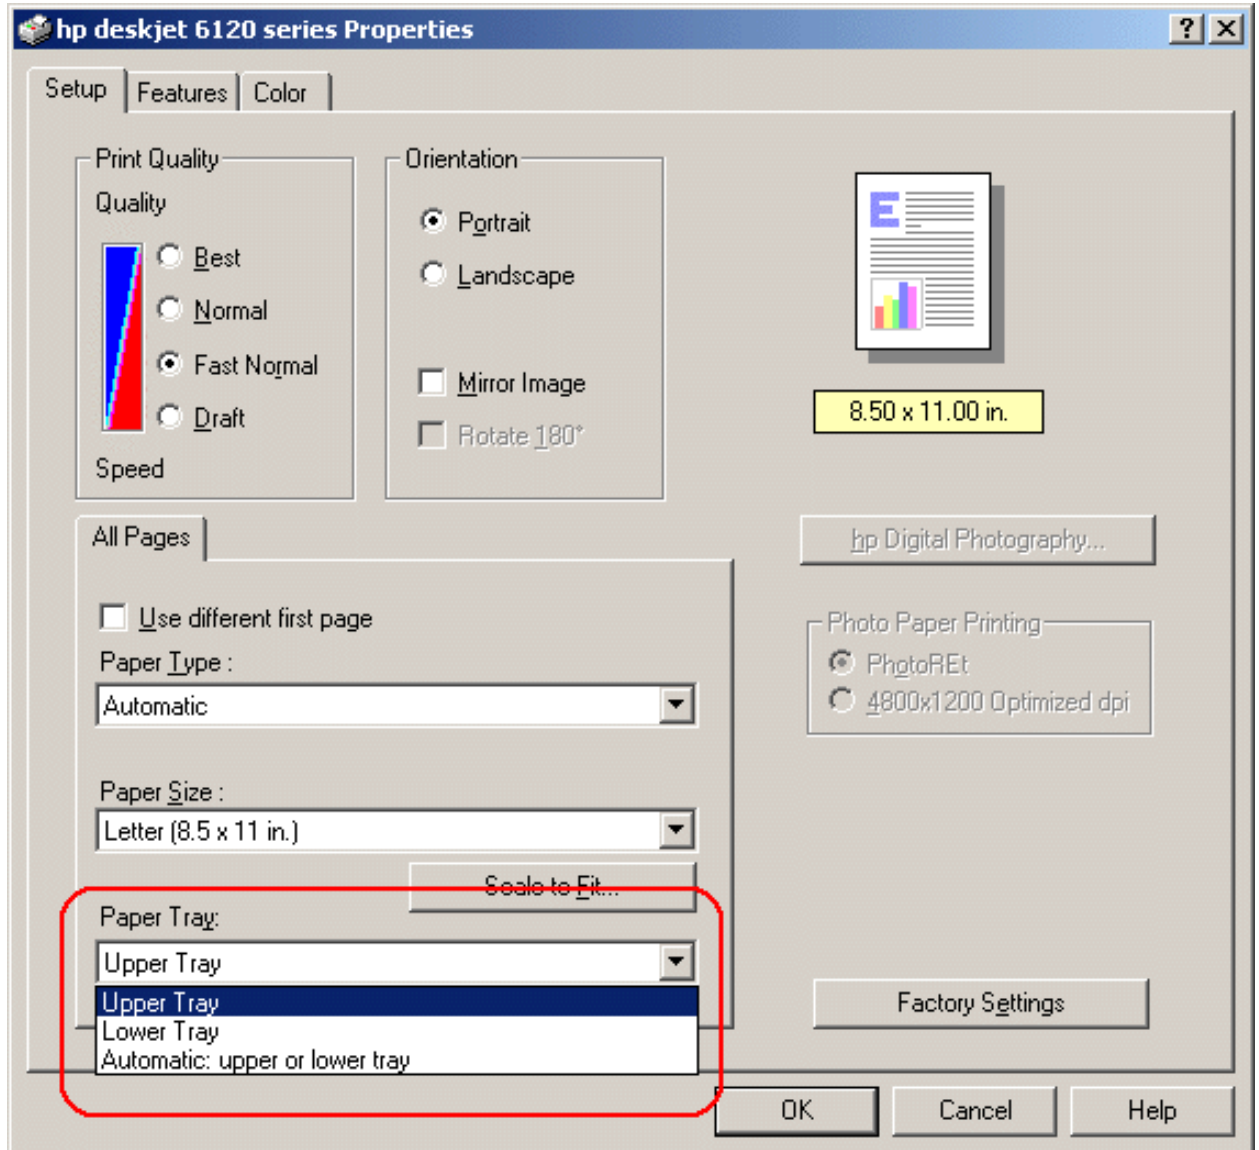 hp deskjet 6120 series Properties
Setup
Features
Color
Print Quality
Quality
Best
Normal
Fast Normal
Draft
Speed
Orientation
Portrait
Landscape
Mirror Image
Rotate 180°
E
8.50 x 11.00 in.
All Pages
Use different first page
Paper Type :
Automatic
Paper Size :
Letter (8.5 x 11 in.)
Scale to Fit...
Paper Tray:
Upper Tray
Upper Tray
Lower Tray
Automatic: upper or lower tray
hp Digital Photography...
Photo Paper Printing
PhotoREt
4800x1200 Optimized dpi
Factory Settings
OK
Cancel
Help